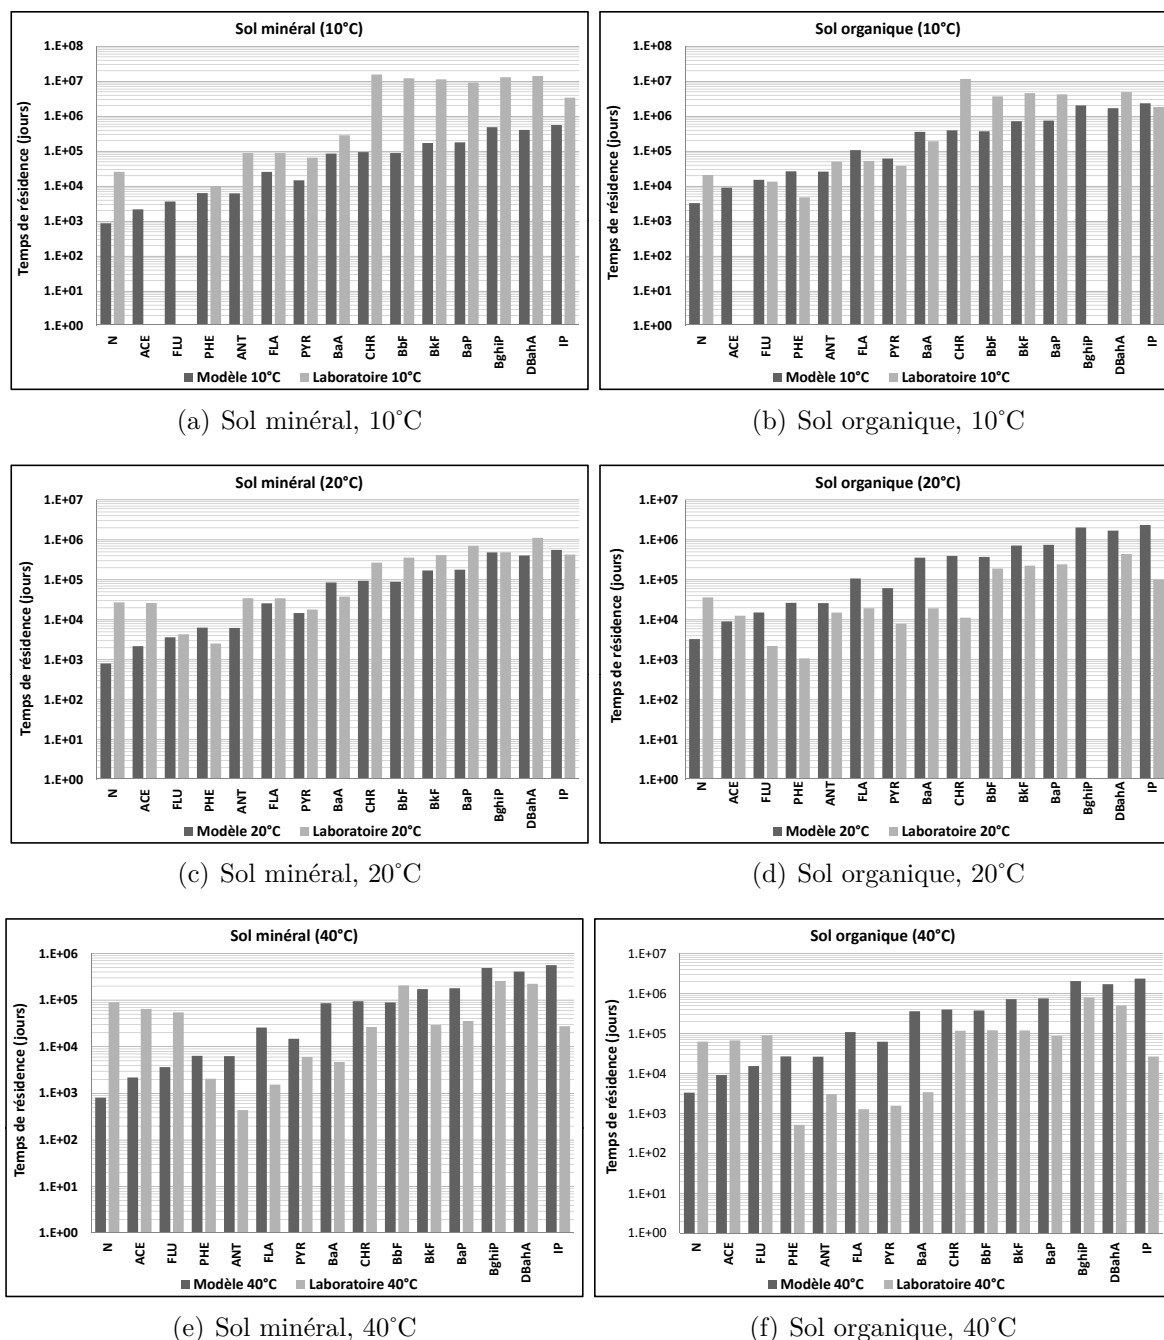 Sol minéral (10°C)
Temps de résidence (jours)
1.E+08
1.E+07
1.E+06
1.E+05
1.E+04
1.E+03
1.E+02
1.E+01
1.E+00
N ACE FLU PHE ANT FLA PYR BaA CHR BbF BkF BaP BghiP DBahA IP
Modèle 10°C Laboratoire 10°C
(a) Sol minéral, 10°C
Sol organique (10°C)
Temps de résidence (jours)
1.E+08
1.E+07
1.E+06
1.E+05
1.E+04
1.E+03
1.E+02
1.E+01
1.E+00
N ACE FLU PHE ANT FLA PYR BaA CHR BbF BkF BaP BghiP DBahA IP
Modèle 10°C Laboratoire 10°C
(b) Sol organique, 10°C
Sol minéral (20°C)
Temps de résidence (jours)
1.E+07
1.E+06
1.E+05
1.E+04
1.E+03
1.E+02
1.E+01
1.E+00
N ACE FLU PHE ANT FLA PYR BaA CHR BbF BkF BaP BghiP DBahA IP
Modèle 20°C Laboratoire 20°C
(c) Sol minéral, 20°C
Sol organique (20°C)
Temps de résidence (jours)
1.E+07
1.E+06
1.E+05
1.E+04
1.E+03
1.E+02
1.E+01
1.E+00
N ACE FLU PHE ANT FLA PYR BaA CHR BbF BkF BaP BghiP DBahA IP
Modèle 20°C Laboratoire 20°C
(d) Sol organique, 20°C
Sol minéral (40°C)
Temps de résidence (jours)
1.E+06
1.E+05
1.E+04
1.E+03
1.E+02
1.E+01
1.E+00
N ACE FLU PHE ANT FLA PYR BaA CHR BbF BkF BaP BghiP DBahA IP
Modèle 40°C Laboratoire 40°C
(e) Sol minéral, 40°C
Sol organique (40°C)
Temps de résidence (jours)
1.E+07
1.E+06
1.E+05
1.E+04
1.E+03
1.E+02
1.E+01
1.E+00
N ACE FLU PHE ANT FLA PYR BaA CHR BbF BkF BaP BghiP DBahA IP
Modèle 40°C Laboratoire 40°C
(f) Sol organique, 40°C